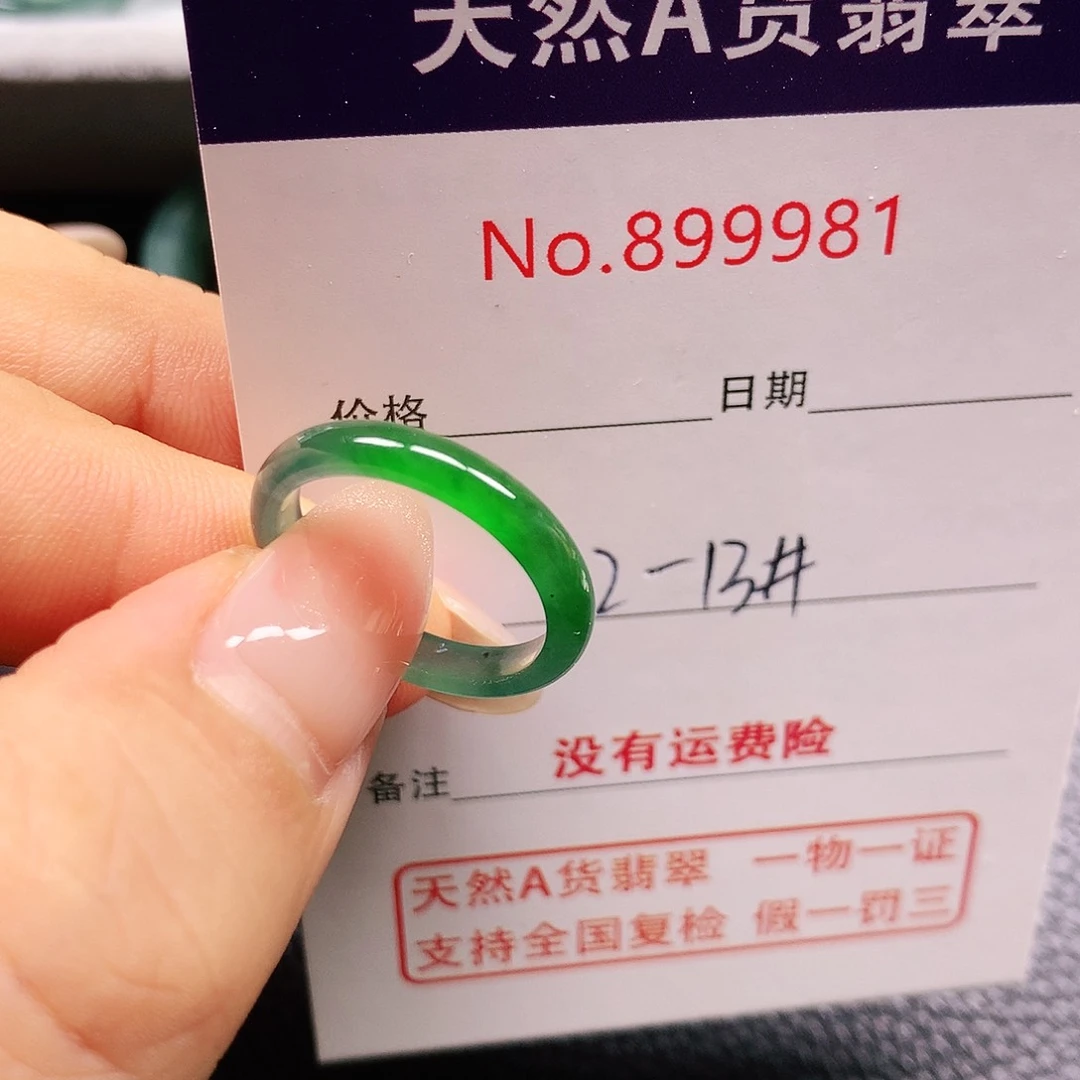 天然A货翡翠
No.899981
价格 日期
2-13#
备注 没有运费险
天然A货翡翠 一物一证
支持全国复检 假一罚三